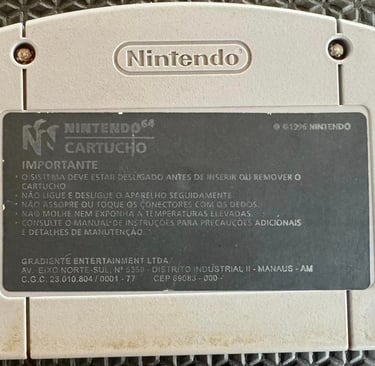 Nintendo
NINTENDO 64 © ©1996 NINTENDO
CARTUCHO
IMPORTANTE
• O SISTEMA DEVE ESTAR DESLIGADO ANTES DE INSERIR OU REMOVER O
CARTUCHO
• NÃO LIGUE E DESLIGUE O APARELHO SEGUIDAMENTE.
• NÃO ASSOPRE OU TOQUE OS CONECTORES COM OS DEDOS.
• NÃO MOLHE NEM EXPONHA A TEMPERATURAS ELEVADAS.
• CONSULTE O MANUAL DE INSTRUÇÕES PARA PRECAUÇÕES ADICIONAIS
E DETALHES DE MANUTENÇÃO.
GRADIENTE ENTERTAINMENT LTDA.
AV. EIXO NORTE-SUL, Nº 5359 - DISTRITO INDUSTRIAL II - MANAUS - AM
C.G.C. 23.010.804 / 0001 - 77 CEP 69083 - 000 -